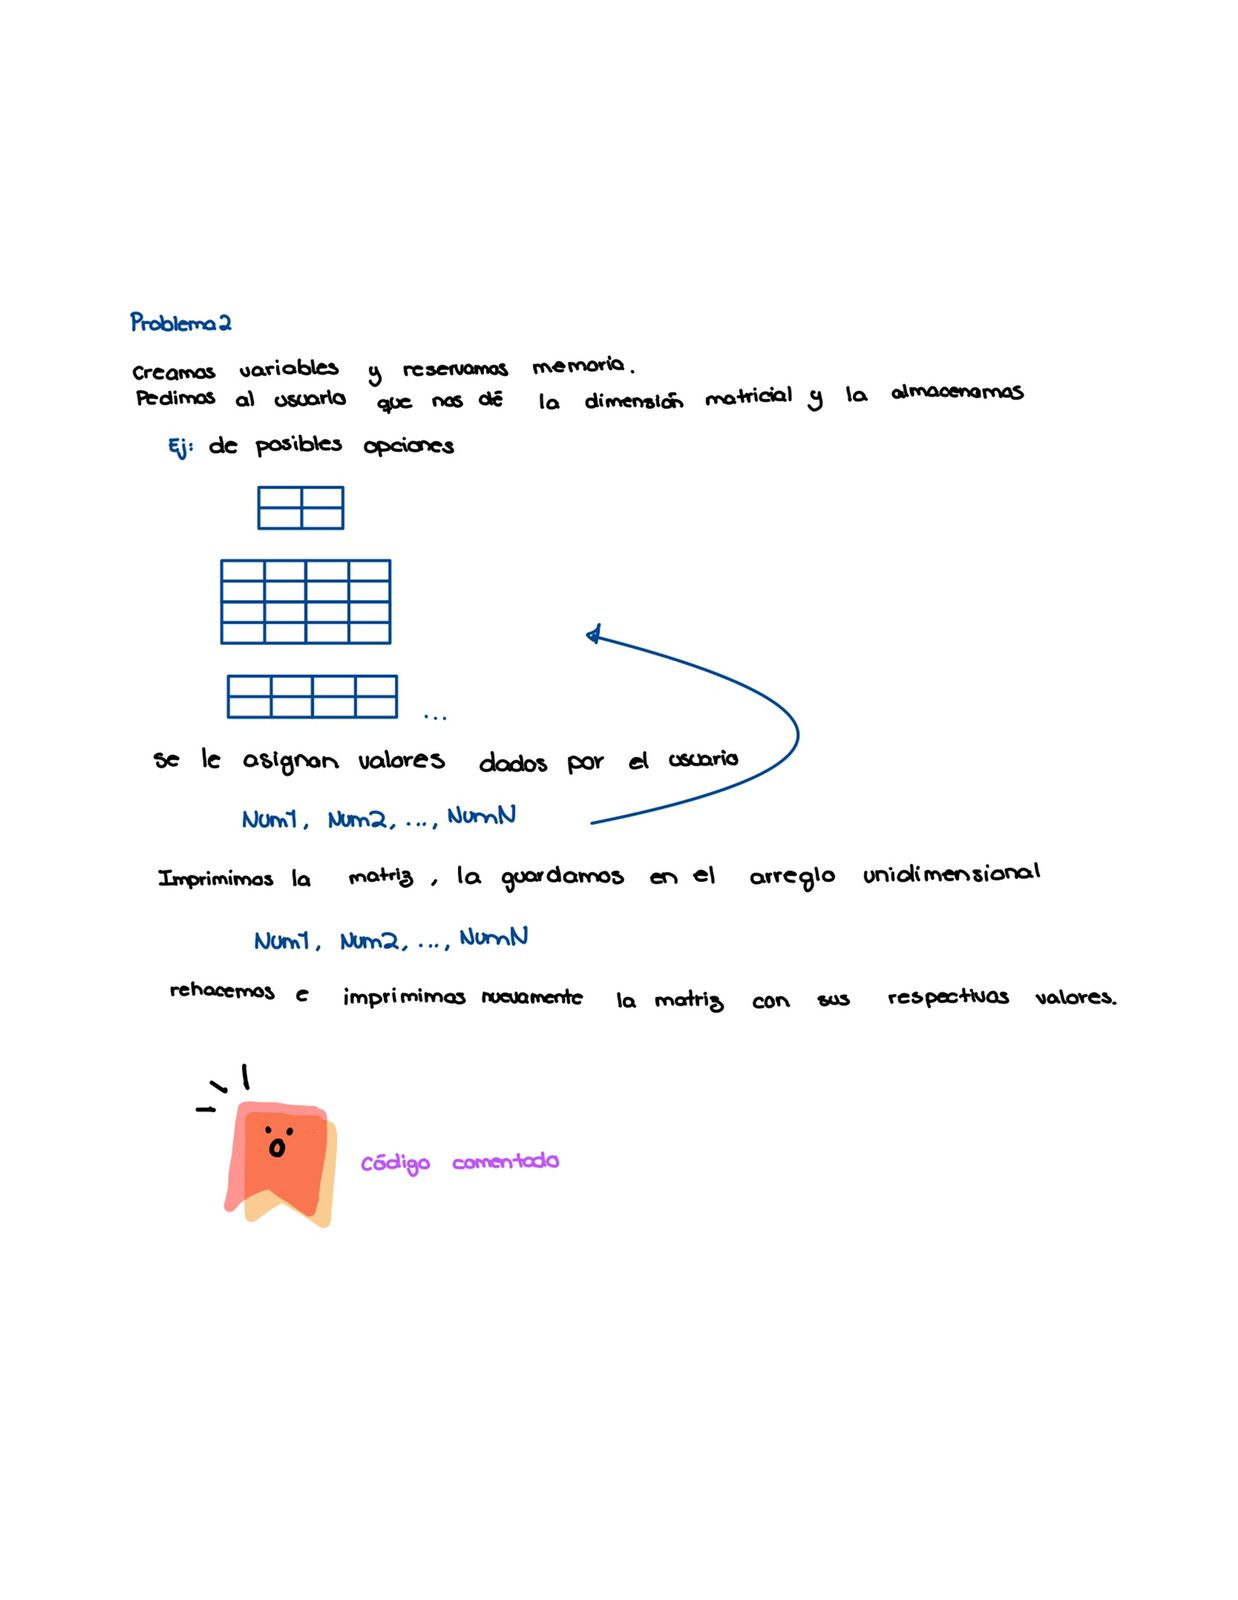 Problema 2
Creamos variables y reservamos memoria.
Pedimos al usuario que nos dé la dimensión matricial y la almacenamos
Ej: de posibles opciones
...
se le asignan valores dados por el usuario
Num1, Num2, ..., NumN
Imprimimos la matriz, la guardamos en el arreglo unidimensional
Num1, Num2, ..., NumN
rehacemos e imprimimos nuevamente la matriz con sus respectivos valores.
código comentado